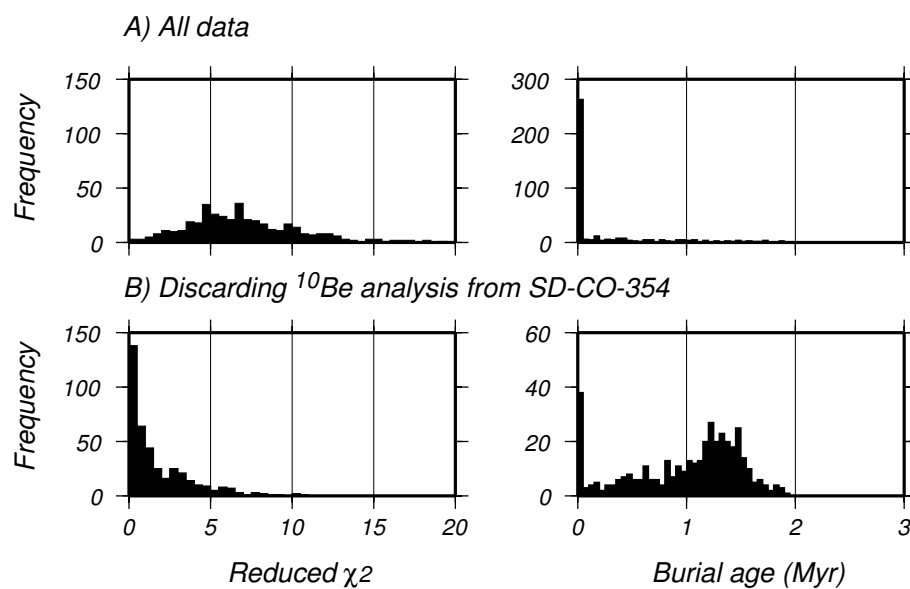 A) All data
Frequency
150
100
50
0
300
200
100
0
B) Discarding ¹⁰Be analysis from SD-CO-354
Frequency
150
100
50
0
0 5 10 15 20
Reduced χ2
60
40
20
0
0 1 2 3
Burial age (Myr)